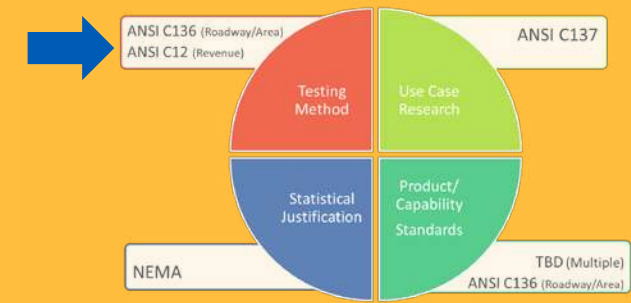 ANSI C136 (Roadway/Area)
ANSI C12 (Revenue)
ANSI C137
Testing
Method
Use Case
Research
Statistical
Justification
Product/
Capability
Standards
NEMA
TBD (Multiple)
ANSI C136 (Roadway/Area)